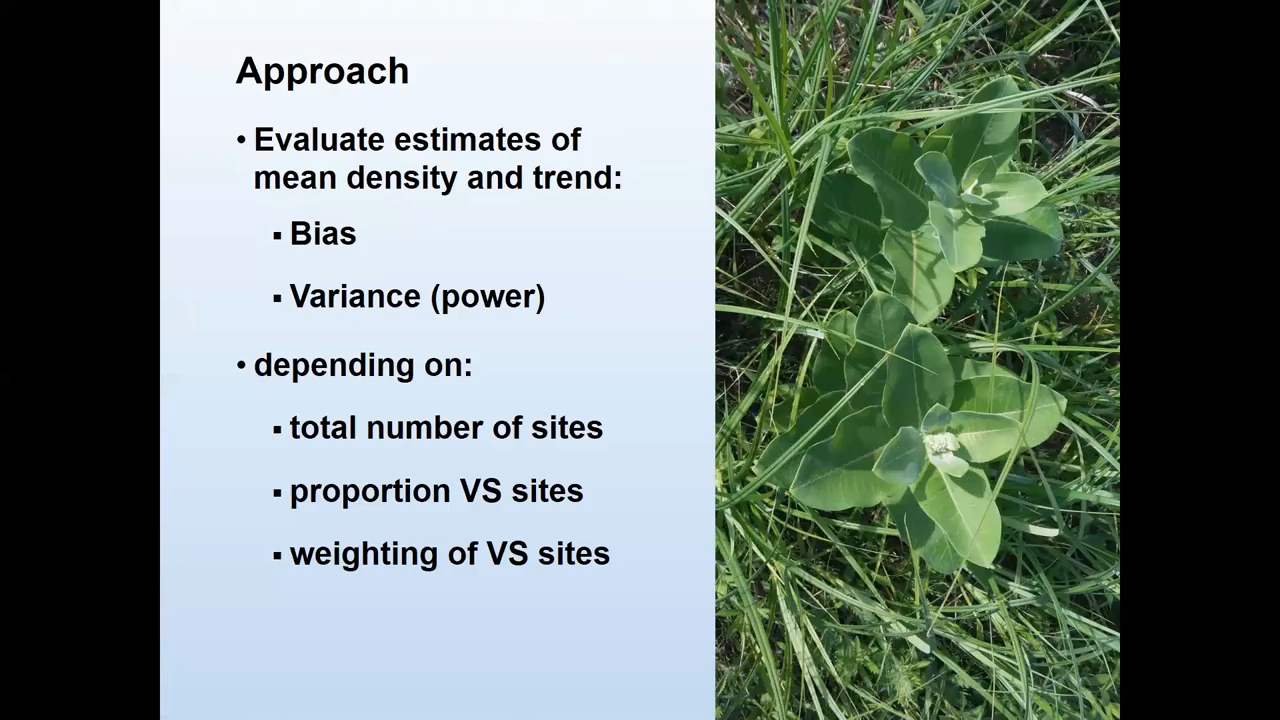 Approach
• Evaluate estimates of
mean density and trend:
▪ Bias
▪ Variance (power)
• depending on:
▪ total number of sites
▪ proportion VS sites
▪ weighting of VS sites